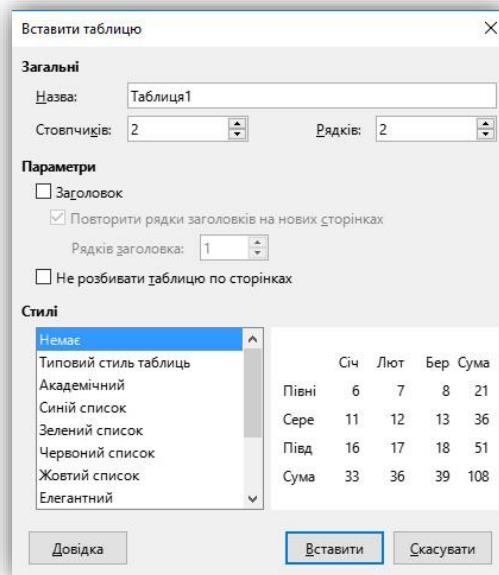 Вставити таблицю
Загальні
Назва: Таблиця1
Стовпчиків: 2 Рядків: 2
Параметри
Заголовок
Повторити рядки заголовків на нових сторінках
Рядків заголовка: 1
Не розбивати таблицю по сторінках
Стилі
Немає
Типовий стиль таблиць
Академічний
Синій список
Зелений список
Червоний список
Жовтий список
Елегантний
Січ Лют Бер Сума
Півні 6 7 8 21
Сере 11 12 13 36
Півд 16 17 18 51
Сума 33 36 39 108
Довідка Вставити Скасувати